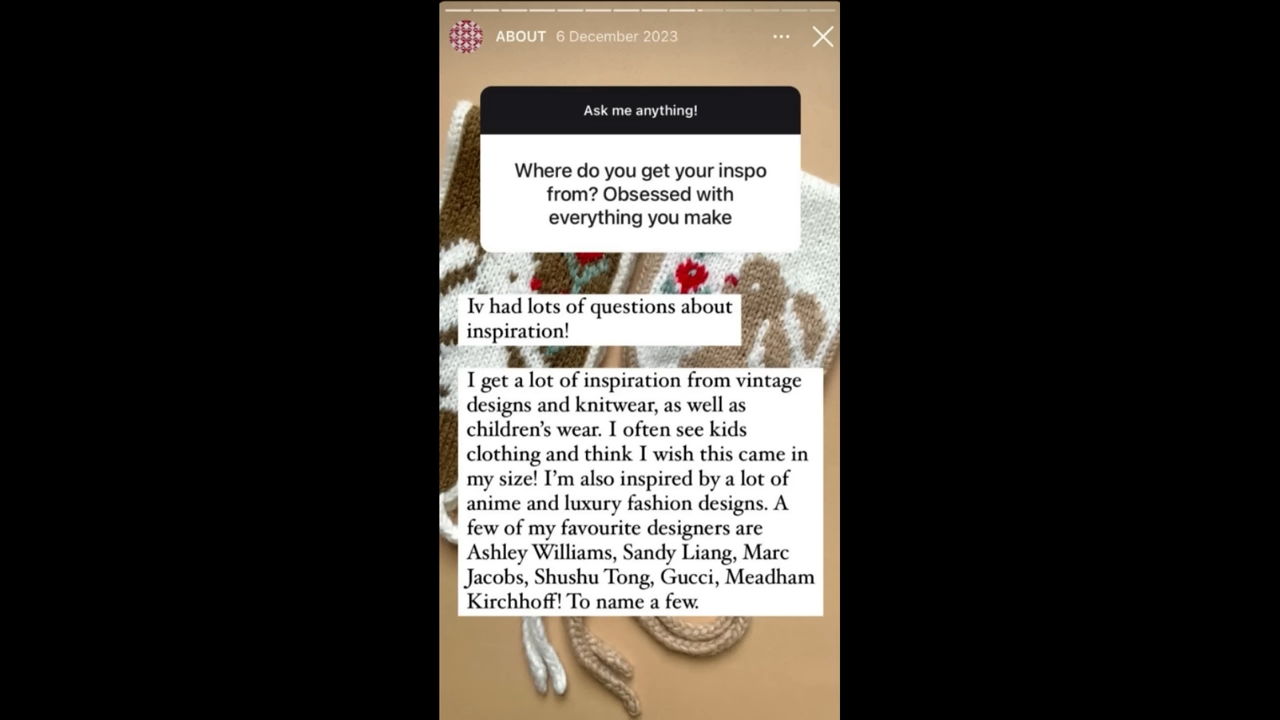 ABOUT 6 December 2023
Ask me anything!
Where do you get your inspo
from? Obsessed with
everything you make
Iv had lots of questions about
inspiration!
I get a lot of inspiration from vintage
designs and knitwear, as well as
children’s wear. I often see kids
clothing and think I wish this came in
my size! I’m also inspired by a lot of
anime and luxury fashion designs. A
few of my favourite designers are
Ashley Williams, Sandy Liang, Marc
Jacobs, Shushu Tong, Gucci, Meadham
Kirchhoff! To name a few.